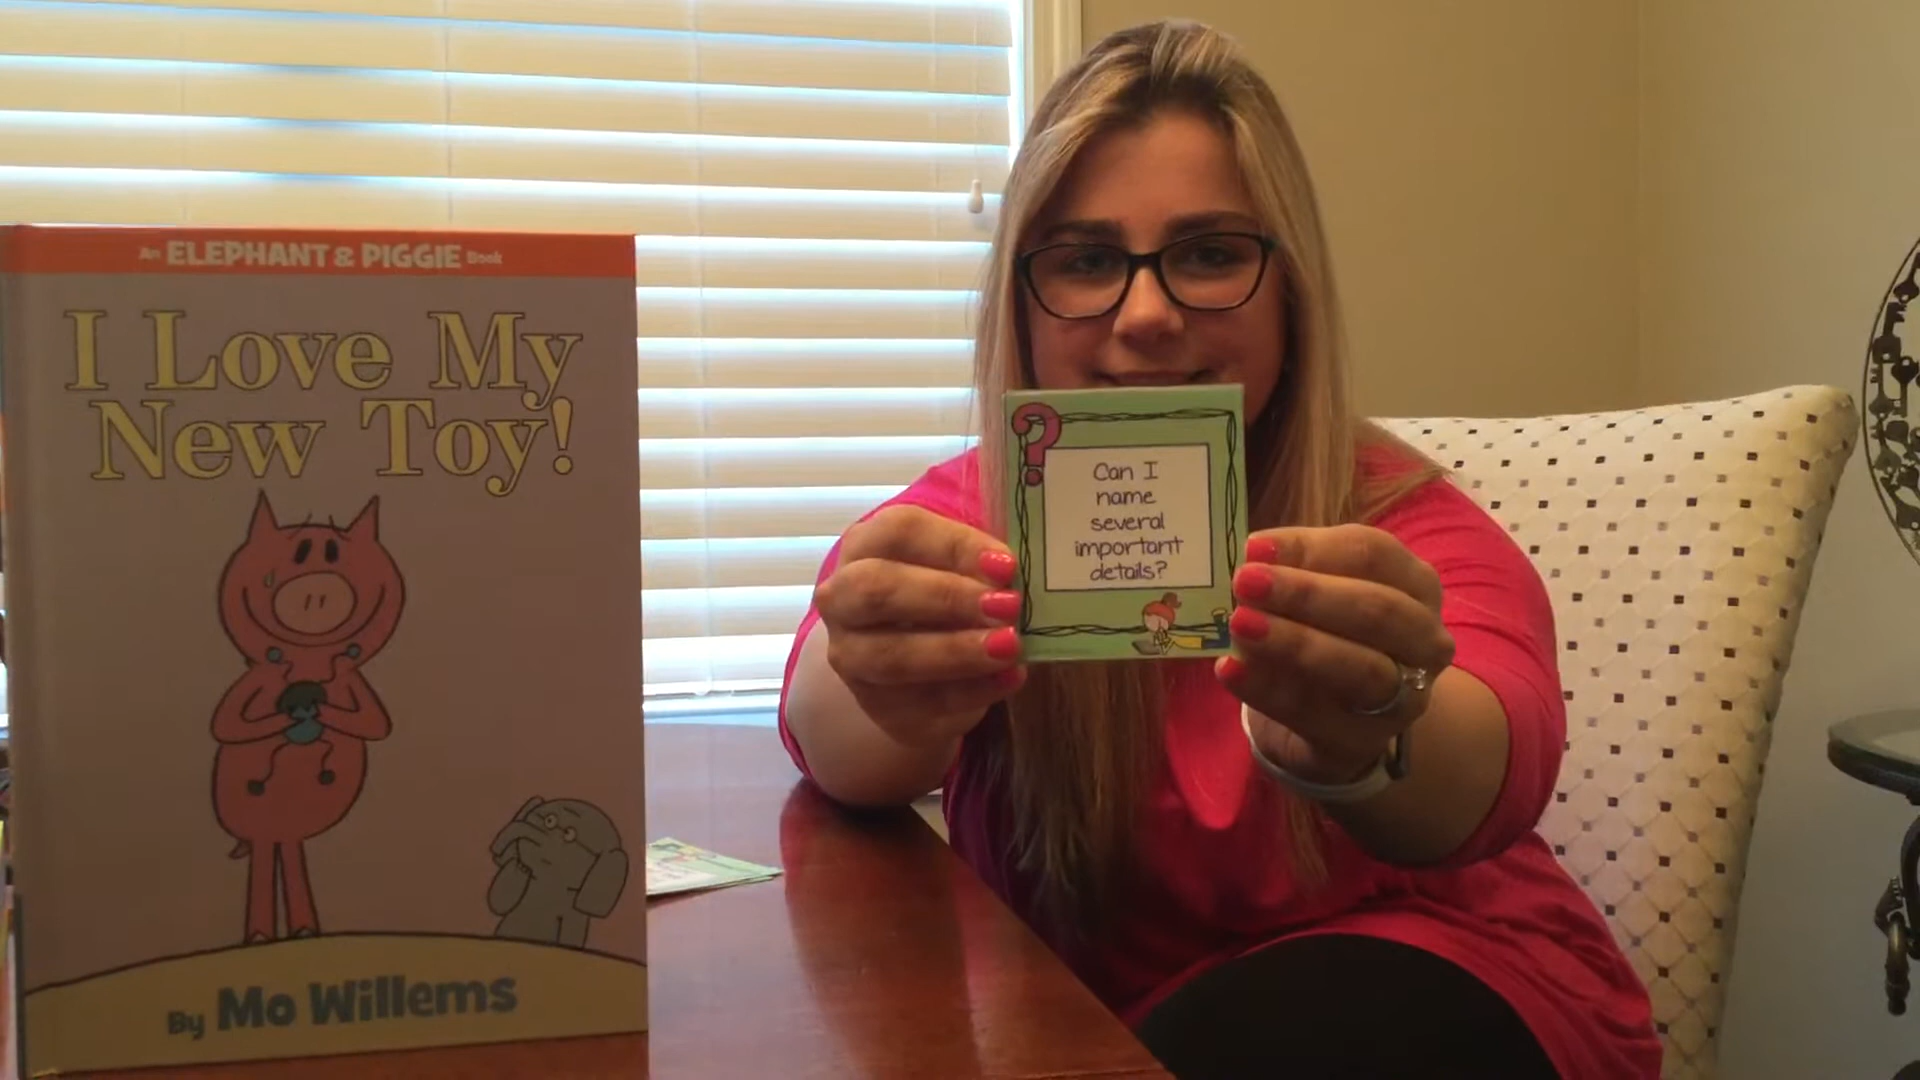 An ELEPHANT & PIGGIE Book
I Love My
New Toy!
By Mo Willems
?
Can I
name
several
important
details?